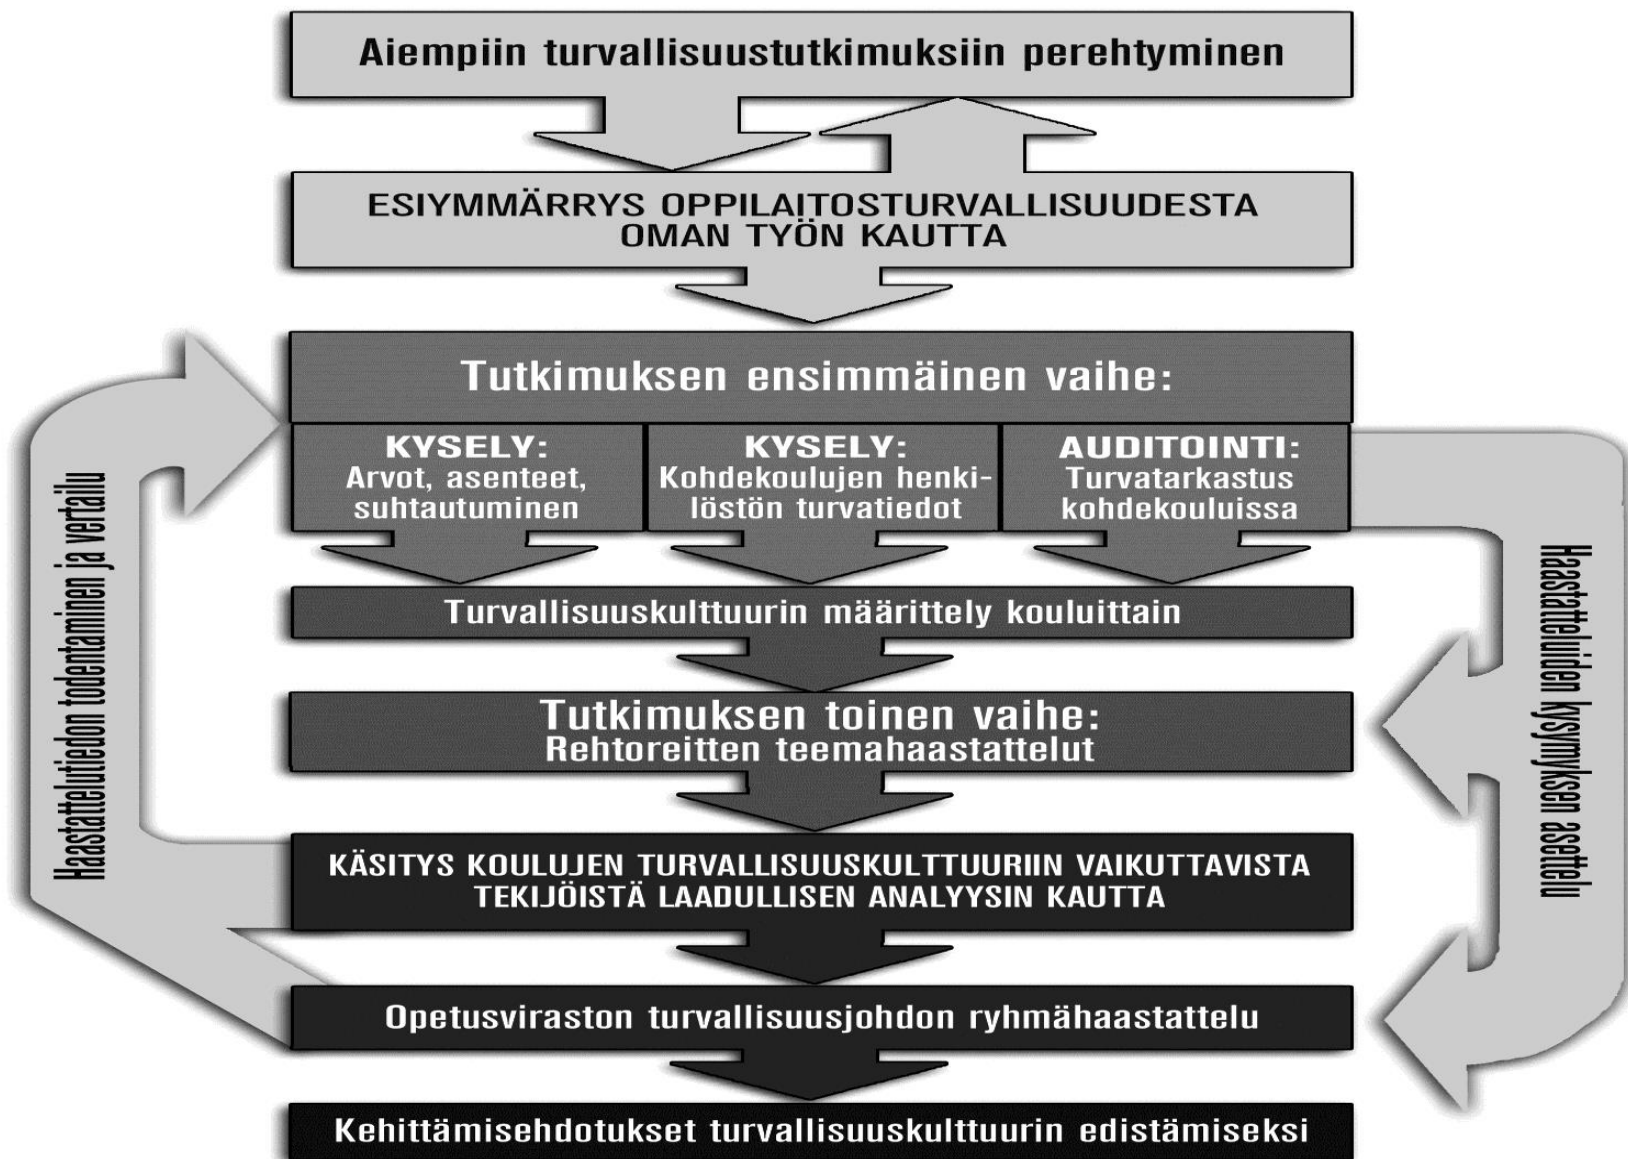 Aiempiin turvallisuustutkimuksiin perehtyminen
ESIYMMÄRRYS OPPILAITOSTURVALLISUUDESTA
OMAN TYÖN KAUTTA
Tutkimuksen ensimmäinen vaihe:
KYSELY:
Arvot, asenteet,
suhtautuminen
KYSELY:
Kohdekoulujen henki-
löstön turvatiedot
AUDITOINTI:
Turvatarkastus
kohdekouluissa
Turvallisuuskulttuurin määrittely kouluittain
Tutkimuksen toinen vaihe:
Rehtoreitten teemahaastattelut
KÄSITYS KOULUJEN TURVALLISUUSKULTTUURIIN VAIKUTTAVISTA
TEKIJÖISTÄ LAADULLISEN ANALYYSIN KAUTTA
Opetusviraston turvallisuusjohdon ryhmähaastattelu
Kehittämisehdotukset turvallisuuskulttuurin edistämiseksi
Haastattelutiedon todentaminen ja vertailu
Haastatteluiden kysymyksen asettelu